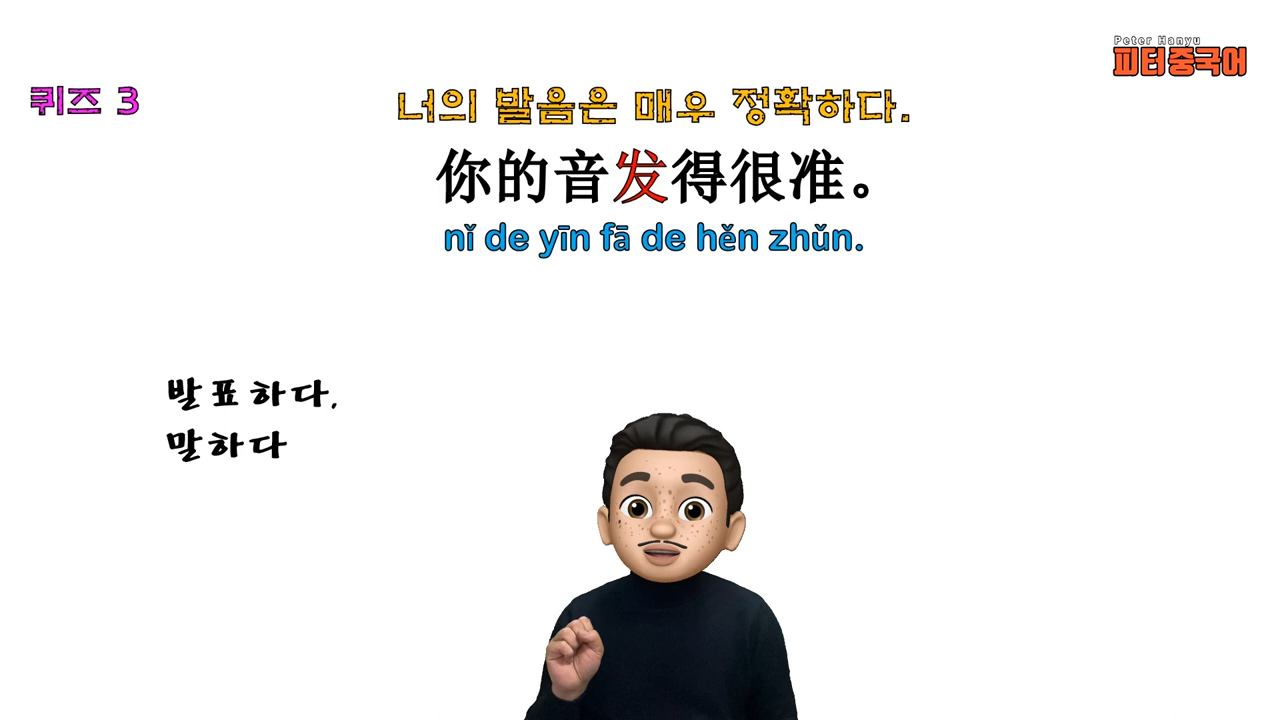 Peter Hanyu
피터중국어
퀴즈 3
너의 발음은 매우 정확하다.
你的音发得很准。
nǐ de yīn fā de hěn zhǔn.
발표하다,
말하다